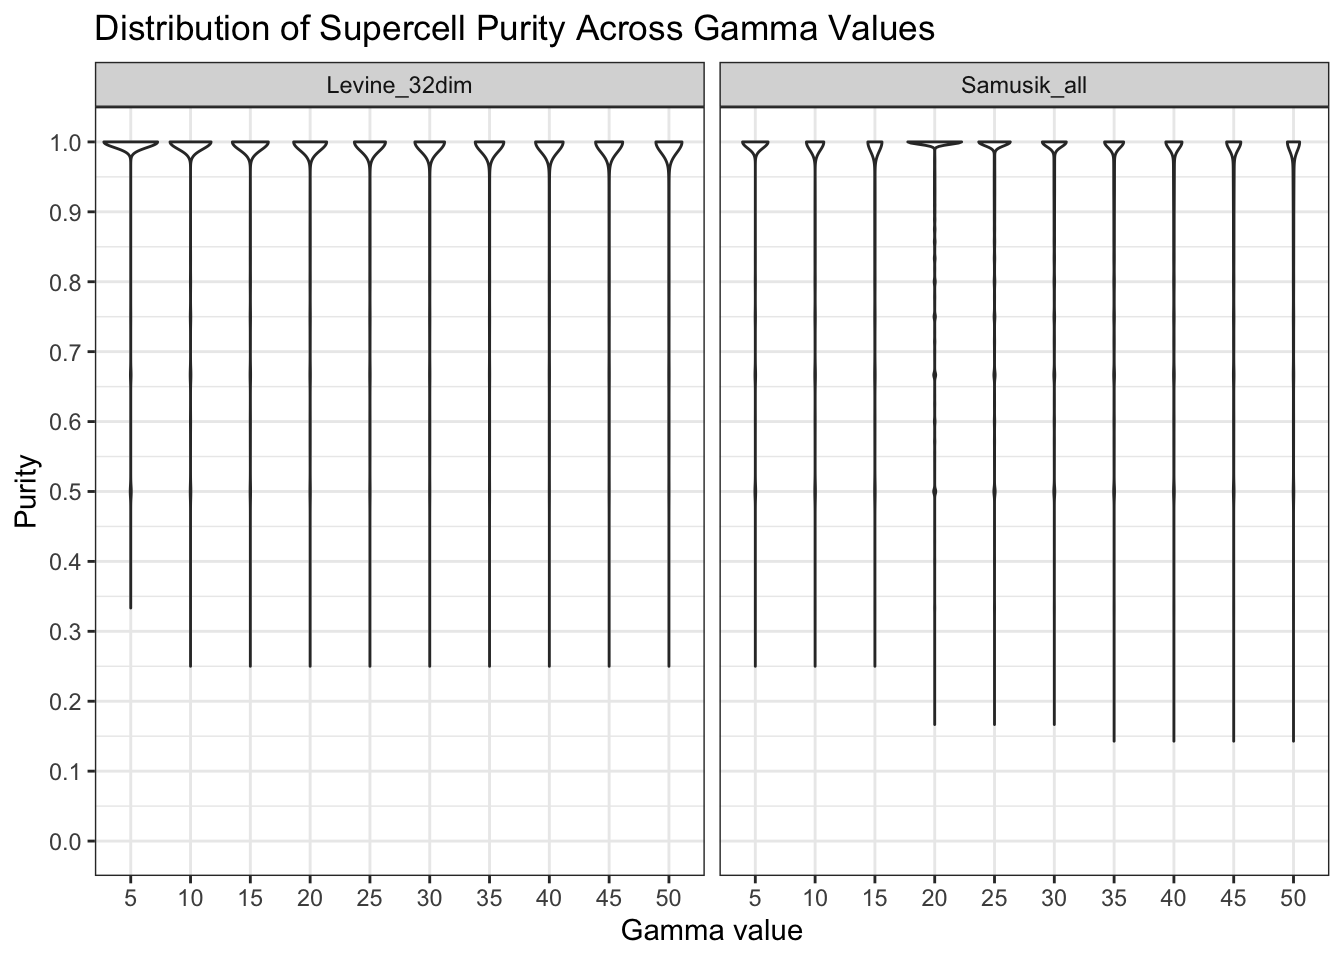 Distribution of Supercell Purity Across Gamma Values
Levine_32dim
Samusik_all
Purity
1.0
0.9
0.8
0.7
0.6
0.5
0.4
0.3
0.2
0.1
0.0
5 10 15 20 25 30 35 40 45 50
5 10 15 20 25 30 35 40 45 50
Gamma value